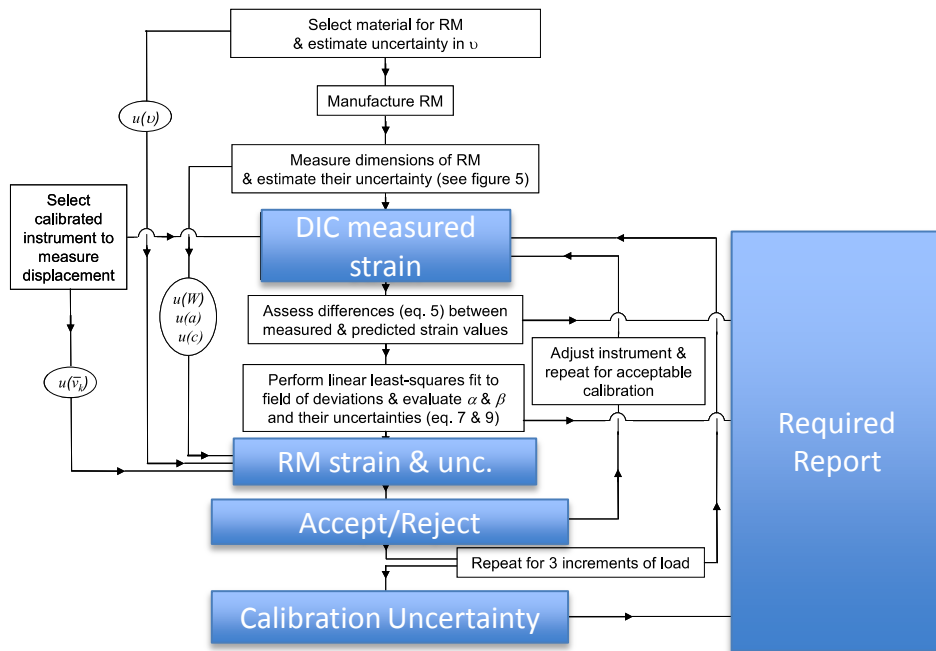 Select material for RM
& estimate uncertainty in υ
Manufacture RM
u(υ)
Measure dimensions of RM
& estimate their uncertainty (see figure 5)
Select
calibrated
instrument to
measure
displacement
DIC measured
strain
u(W)
u(a)
u(c)
Assess differences (eq. 5) between
measured & predicted strain values
Adjust instrument &
repeat for acceptable
calibration
u(v̄ₖ)
Perform linear least-squares fit to
field of deviations & evaluate α & β
and their uncertainties (eq. 7 & 9)
Required
Report
RM strain & unc.
Accept/Reject
Repeat for 3 increments of load
Calibration Uncertainty